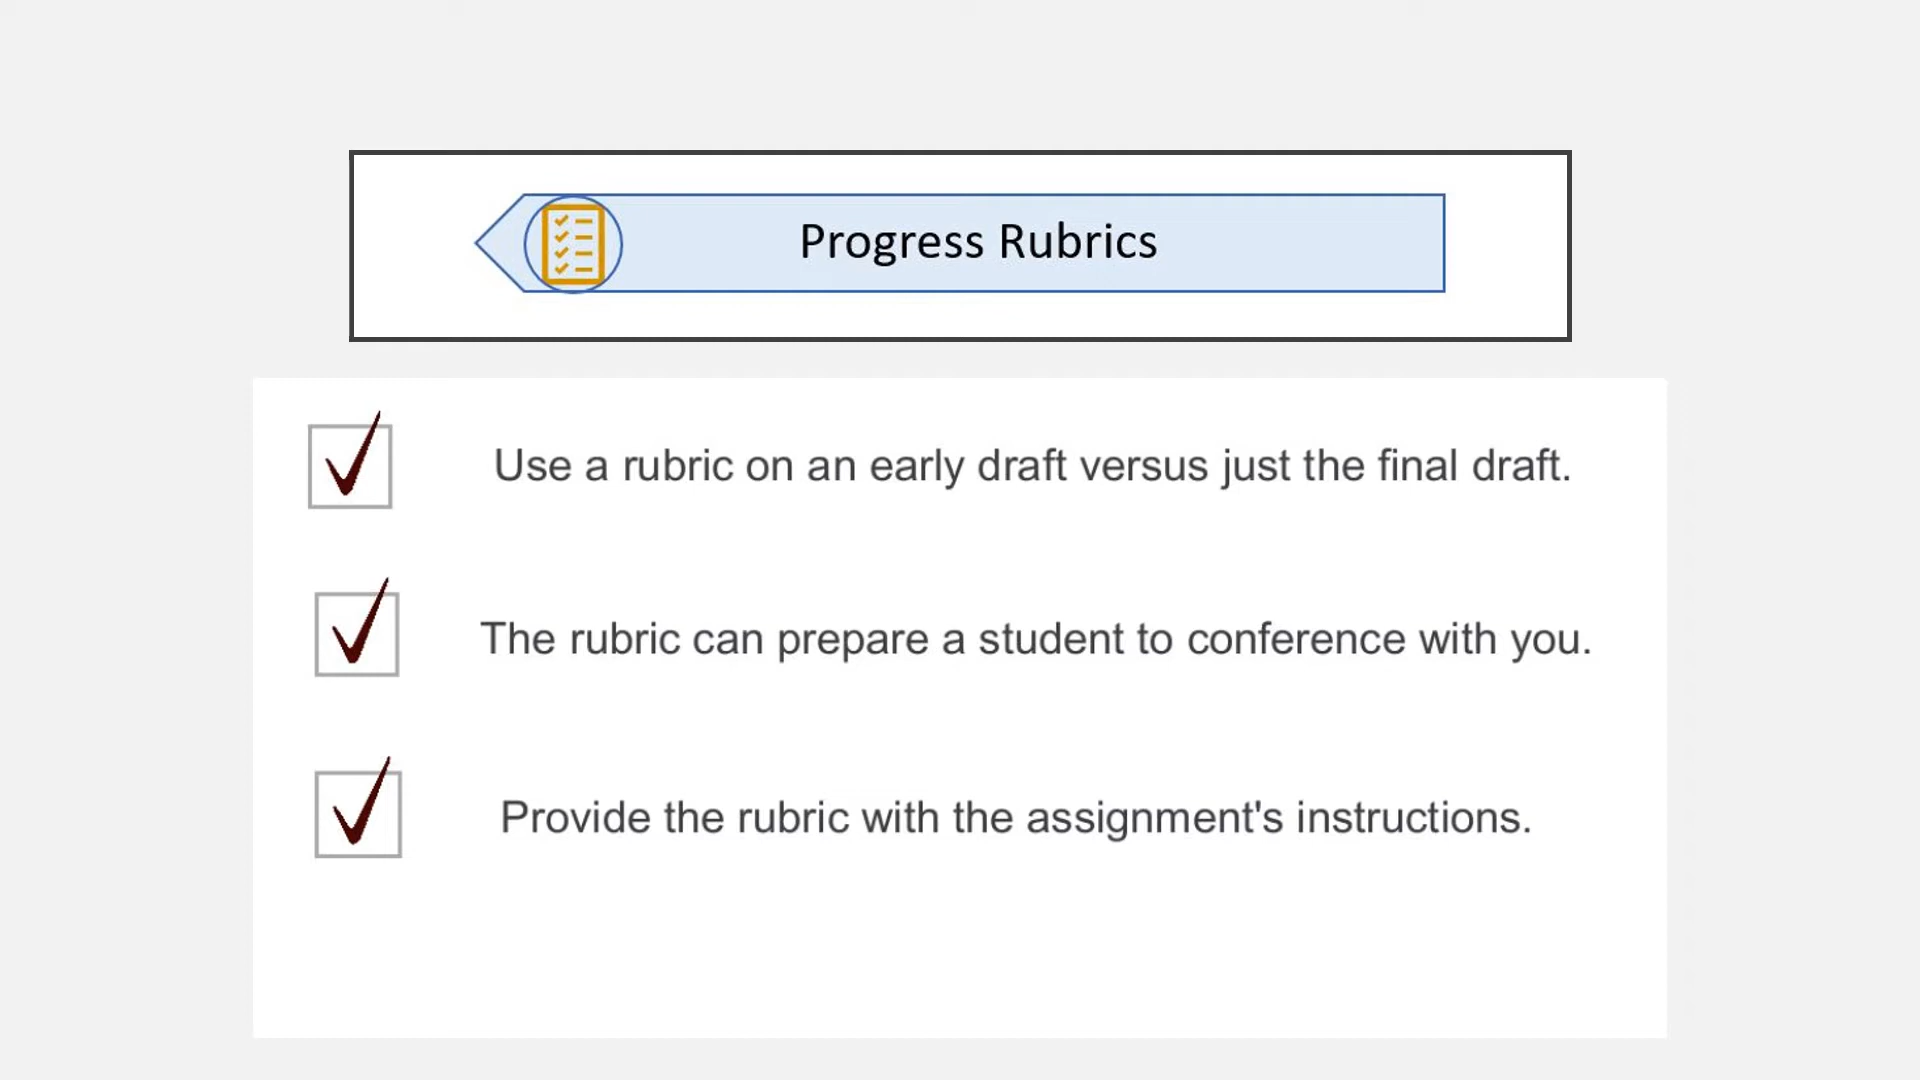 Progress Rubrics
Use a rubric on an early draft versus just the final draft.
The rubric can prepare a student to conference with you.
Provide the rubric with the assignment's instructions.